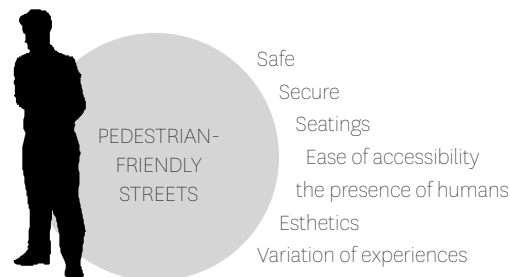 PEDESTRIAN-
FRIENDLY
STREETS
Safe
Secure
Seatings
Ease of accessibility
the presence of humans
Esthetics
Variation of experiences